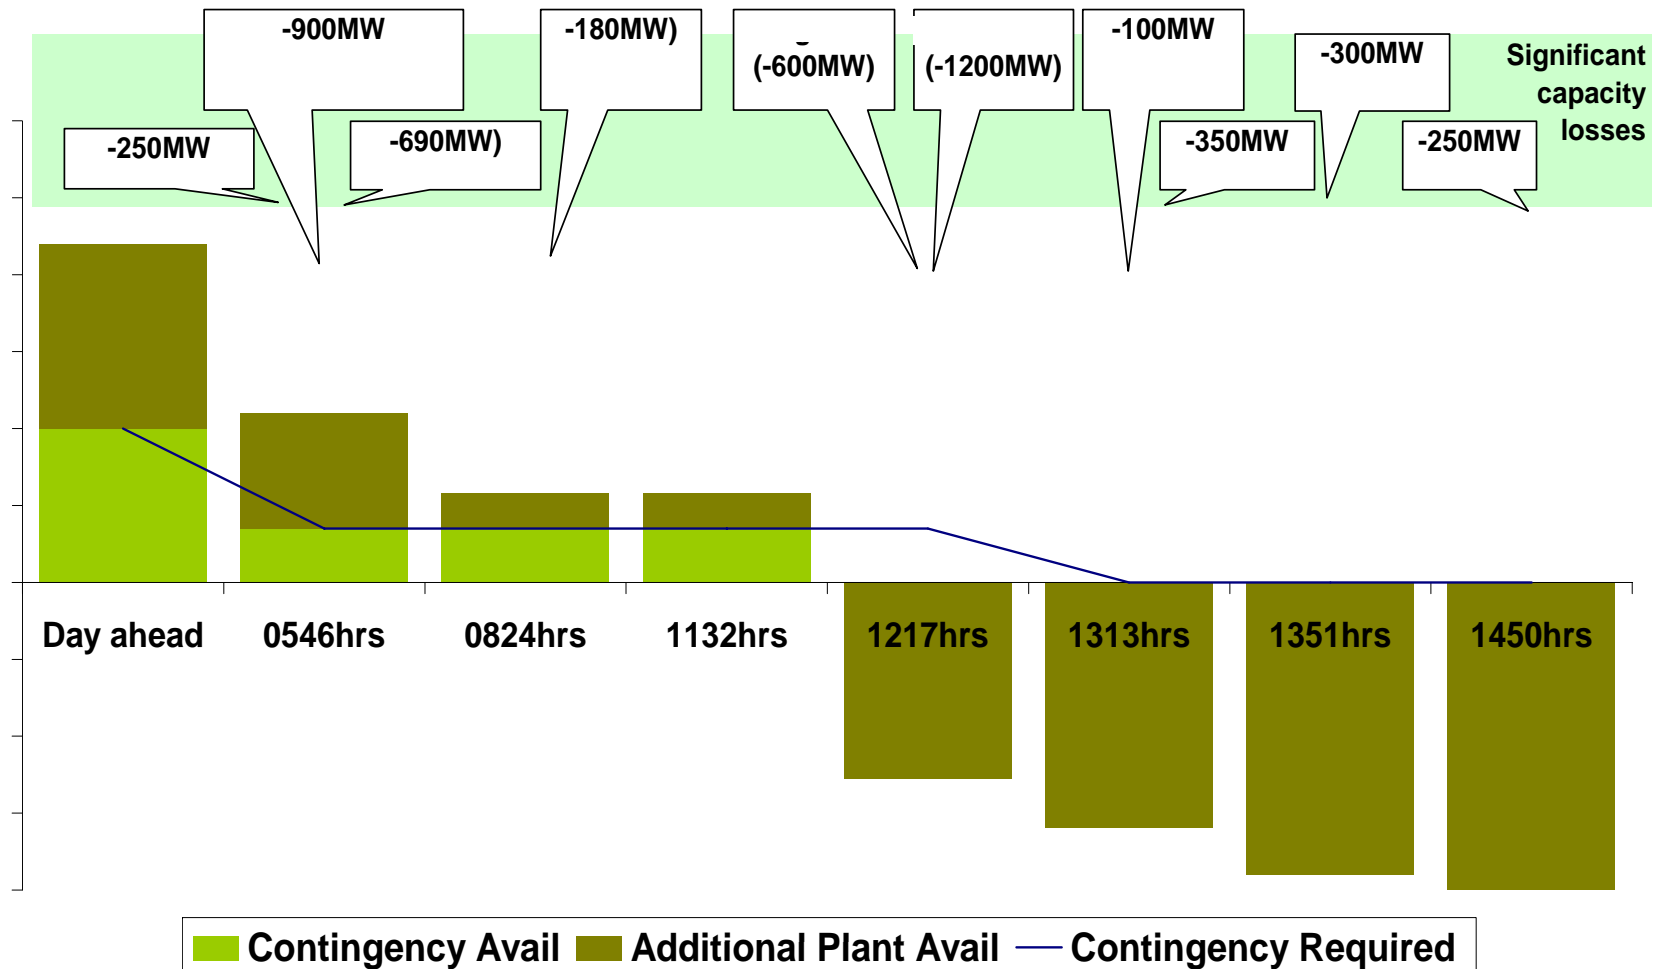 -900MW
-180MW)
(-600MW)
(-1200MW)
-100MW
-300MW
Significant
capacity
losses
-250MW
-690MW)
-350MW
-250MW
Day ahead
0546hrs
0824hrs
1132hrs
1217hrs
1313hrs
1351hrs
1450hrs
Contingency Avail
Additional Plant Avail
Contingency Required